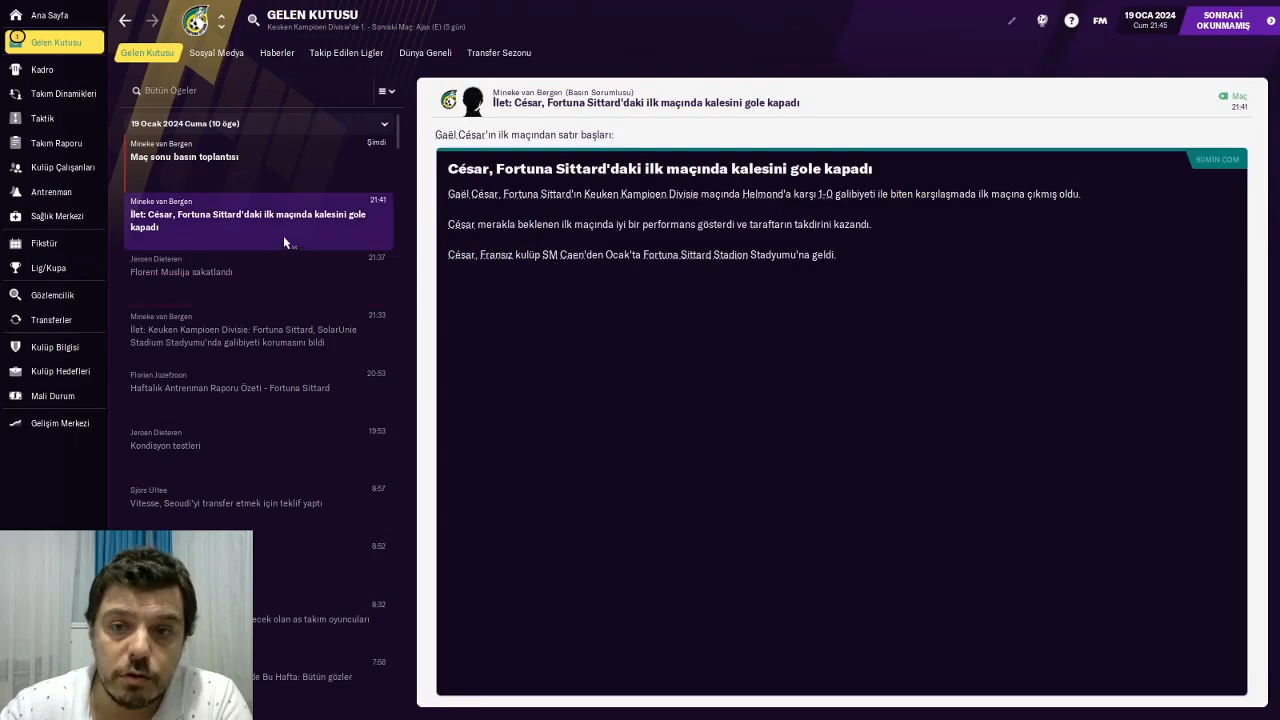 Ana Sayfa
1
Gelen Kutusu
Kadro
Takım Dinamikleri
Taktik
Takım Raporu
Kulüp Çalışanları
Antrenman
Sağlık Merkezi
Fikstür
Lig/Kupa
Gözlemcilik
Transferler
Kulüp Bilgisi
Kulüp Hedefleri
Mali Durum
Gelişim Merkezi
GELEN KUTUSU
Keuken Kampioen Divisie'de 1. - Sonraki Maç: Ajax (E) (5 gün)
?
FM
19 OCA 2024
Cum 21:45
SONRAKİ
OKUNMAMIŞ
Gelen Kutusu
Sosyal Medya
Haberler
Takip Edilen Ligler
Dünya Geneli
Transfer Sezonu
Bütün Ögeler
19 Ocak 2024 Cuma (10 öge)
Mineke van Bergen
Şimdi
Maç sonu basın toplantısı
Mineke van Bergen
21:41
İlet: César, Fortuna Sittard'daki ilk maçında kalesini gole
kapadı
Jeroen Dieteren
21:37
Florent Muslija sakatlandı
Mineke van Bergen
21:33
İlet: Keuken Kampioen Divisie: Fortuna Sittard, SolarUnie
Stadium Stadyumu'nda galibiyeti korumasını bildi
Florian Jozefzoon
20:53
Haftalık Antrenman Raporu Özeti - Fortuna Sittard
Jeroen Dieteren
19:53
Kondisyon testleri
Sjors Ultee
8:57
Vitesse, Seoudi'yi transfer etmek için teklif yaptı
8:52
8:32
ecek olan as takım oyuncuları
7:58
de Bu Hafta: Bütün gözler
Mineke van Bergen (Basın Sorumlusu)
İlet: César, Fortuna Sittard'daki ilk maçında kalesini gole kapadı
Maç
21:41
Gaël César'ın ilk maçından satır başları:
90MIN.COM
César, Fortuna Sittard'daki ilk maçında kalesini gole kapadı
Gaël César, Fortuna Sittard'ın Keuken Kampioen Divisie maçında Helmond'a karşı 1-0 galibiyeti ile biten karşılaşmada ilk maçına çıkmış oldu.
César merakla beklenen ilk maçında iyi bir performans gösterdi ve taraftarın takdirini kazandı.
César, Fransız kulüp SM Caen'den Ocak'ta Fortuna Sittard Stadion Stadyumu'na geldi.